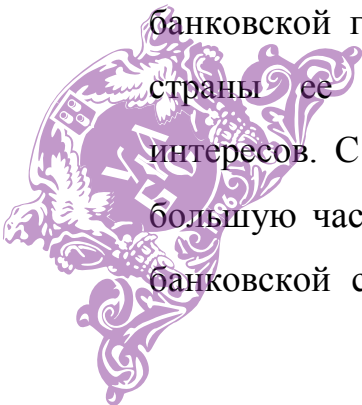 банковской г
страны ее
интересов. С
большую час
банковской с